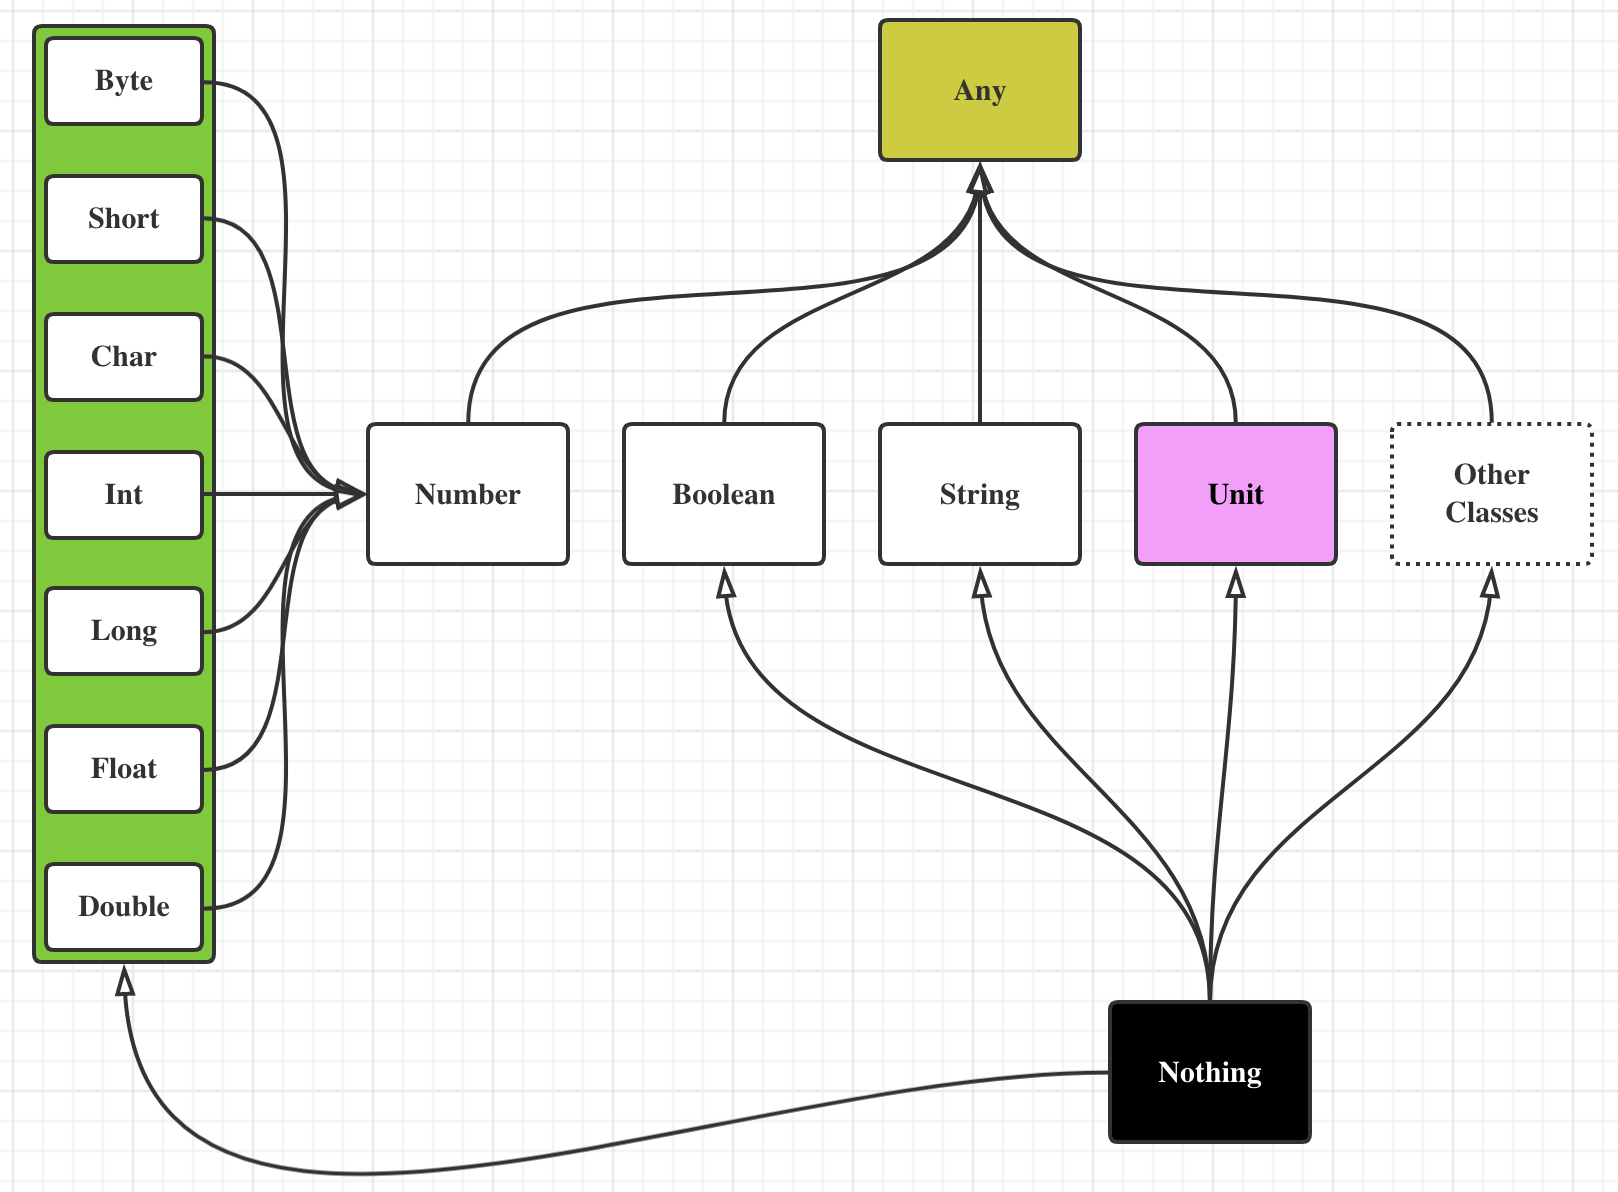 Any
Byte
Short
Char
Int
Long
Float
Double
Number
Boolean
String
Unit
Other
Classes
Nothing